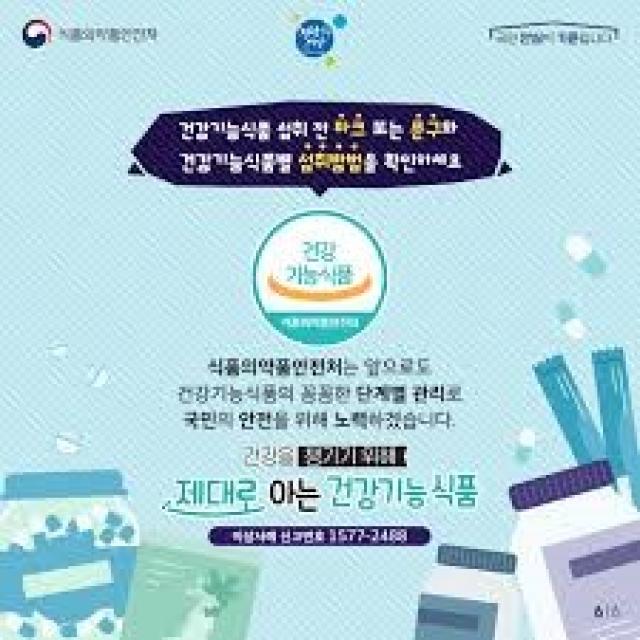 식품의약품안전처
건강기능식품 섭취 전 마크 또는 문구와
건강기능식품별 섭취방법을 확인하세요
건강
기능식품
식품의약품안전처
식품의약품안전처는 앞으로도
건강기능식품의 꼼꼼한 단계별 관리로
국민의 안전을 위해 노력하겠습니다.
건강을 챙기기 위해
제대로 아는 건강기능식품
이상사례 신고번호 1577-2488
6|6